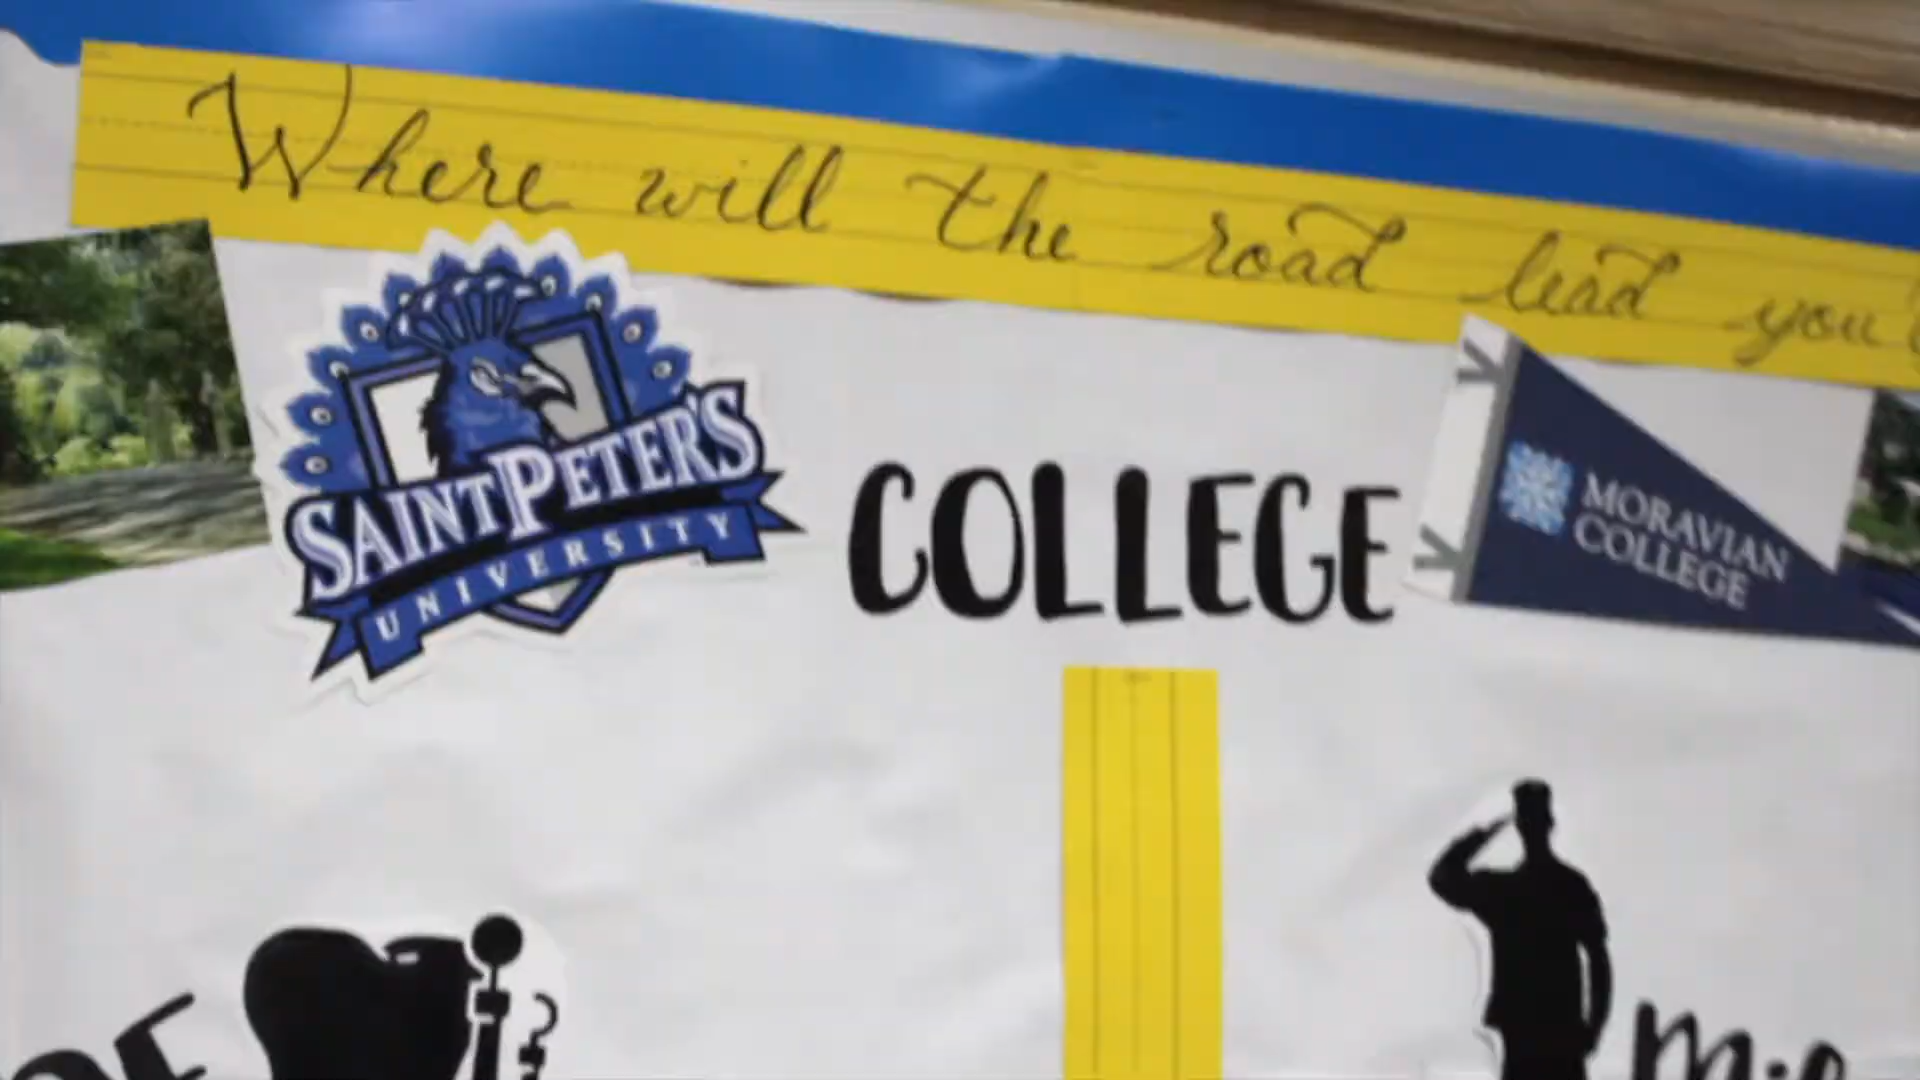 Where will the road lead you
SAINT PETER'S
UNIVERSITY
COLLEGE
MORAVIAN
COLLEGE